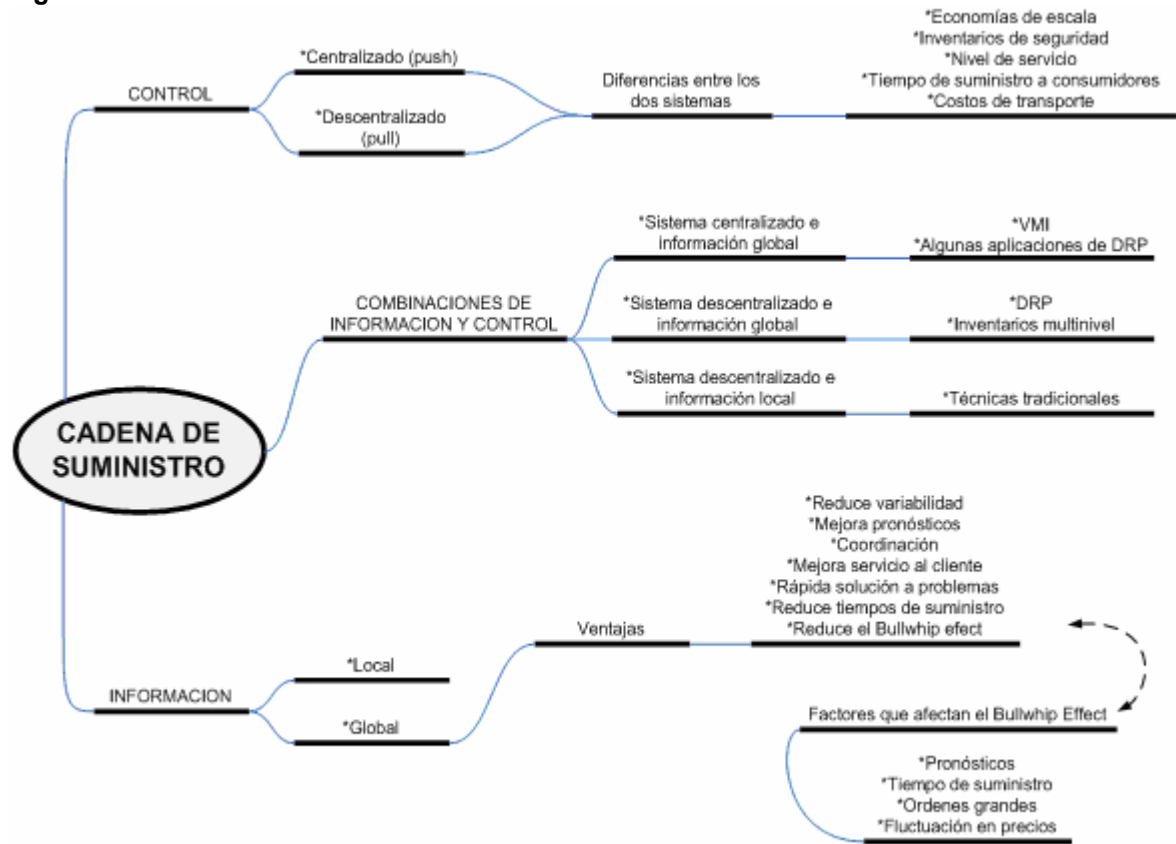 *Economías de escala
*Inventarios de seguridad
*Nivel de servicio
*Tiempo de suministro a consumidores
*Costos de transporte
*Centralizado (push)
Diferencias entre los
dos sistemas
CONTROL
*Descentralizado
(pull)
*Sistema centralizado e
información global
*VMI
*Algunas aplicaciones de DRP
COMBINACIONES DE
INFORMACION Y CONTROL
*Sistema descentralizado e
información global
*DRP
*Inventarios multinivel
*Sistema descentralizado e
información local
*Técnicas tradicionales
CADENA DE
SUMINISTRO
*Reduce variabilidad
*Mejora pronósticos
*Coordinación
*Mejora servicio al cliente
*Rápida solución a problemas
*Reduce tiempos de suministro
*Reduce el Bullwhip efect
Ventajas
*Local
INFORMACION
*Global
Factores que afectan el Bullwhip Effect
*Pronósticos
*Tiempo de suministro
*Ordenes grandes
*Fluctuación en precios